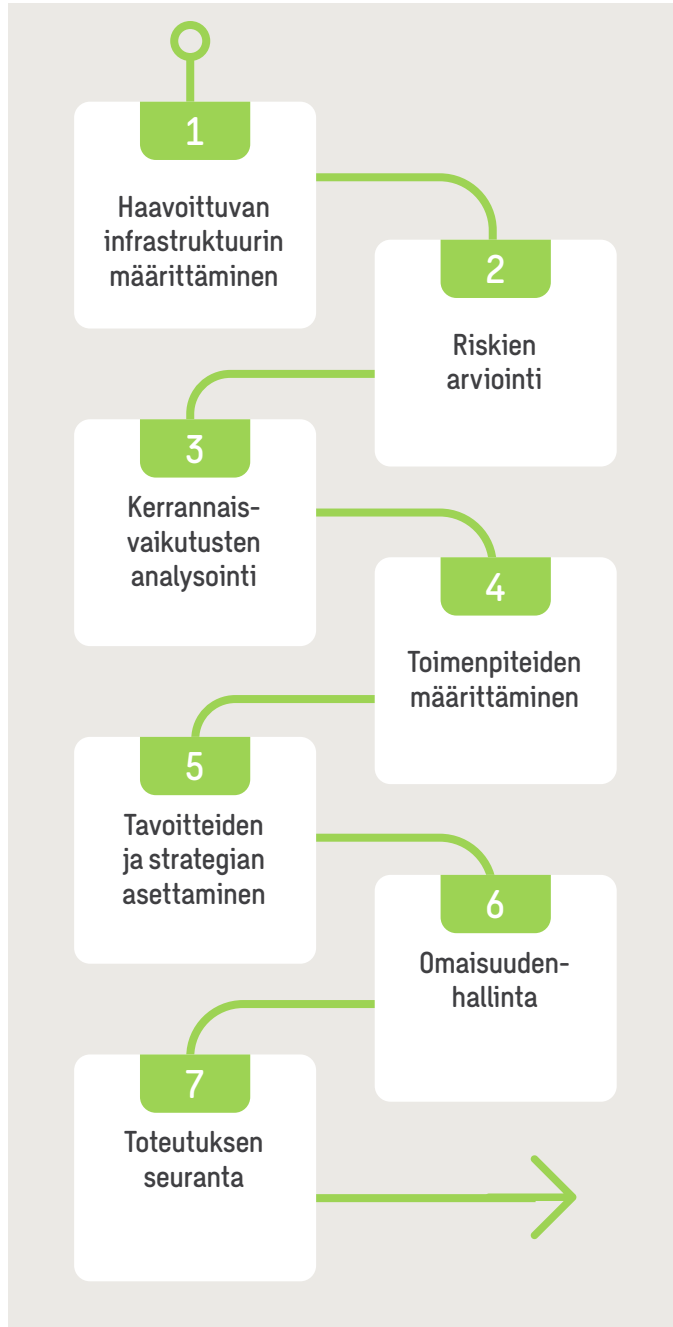 1
Haavoittuvan
infrastruktuurin
määrittäminen
2
Riskien
arviointi
3
Kerrannais-
vaikutusten
analysointi
4
Toimenpiteiden
määrittäminen
5
Tavoitteiden
ja strategian
asettaminen
6
Omaisuuden-
hallinta
7
Toteutuksen
seuranta